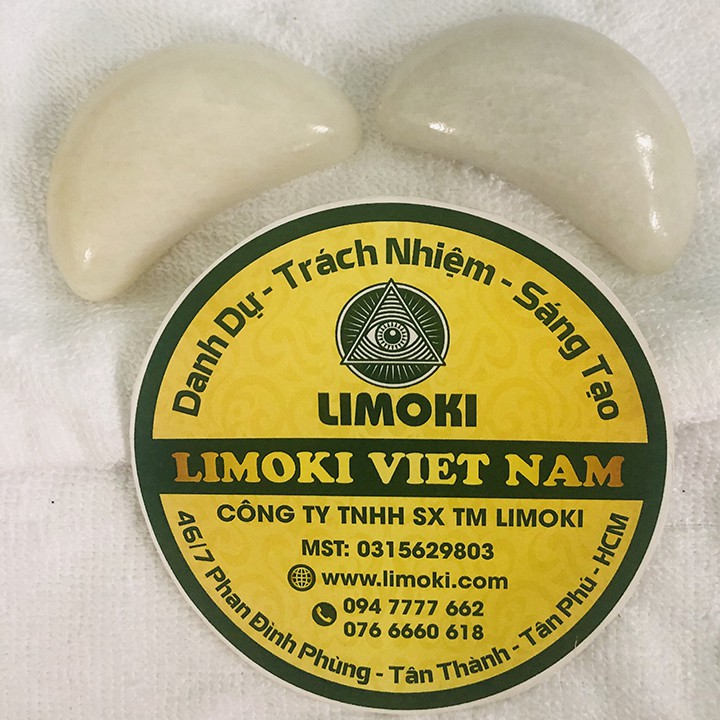 Danh Dự - Trách Nhiệm - Sáng Tạo
LIMOKI
LIMOKI VIET NAM
CÔNG TY TNHH SX TM LIMOKI
MST: 0315629803
www.limoki.com
094 7777 662
076 6660 618
46/7 Phan Đình Phùng - Tân Thành - Tân Phú - HCM